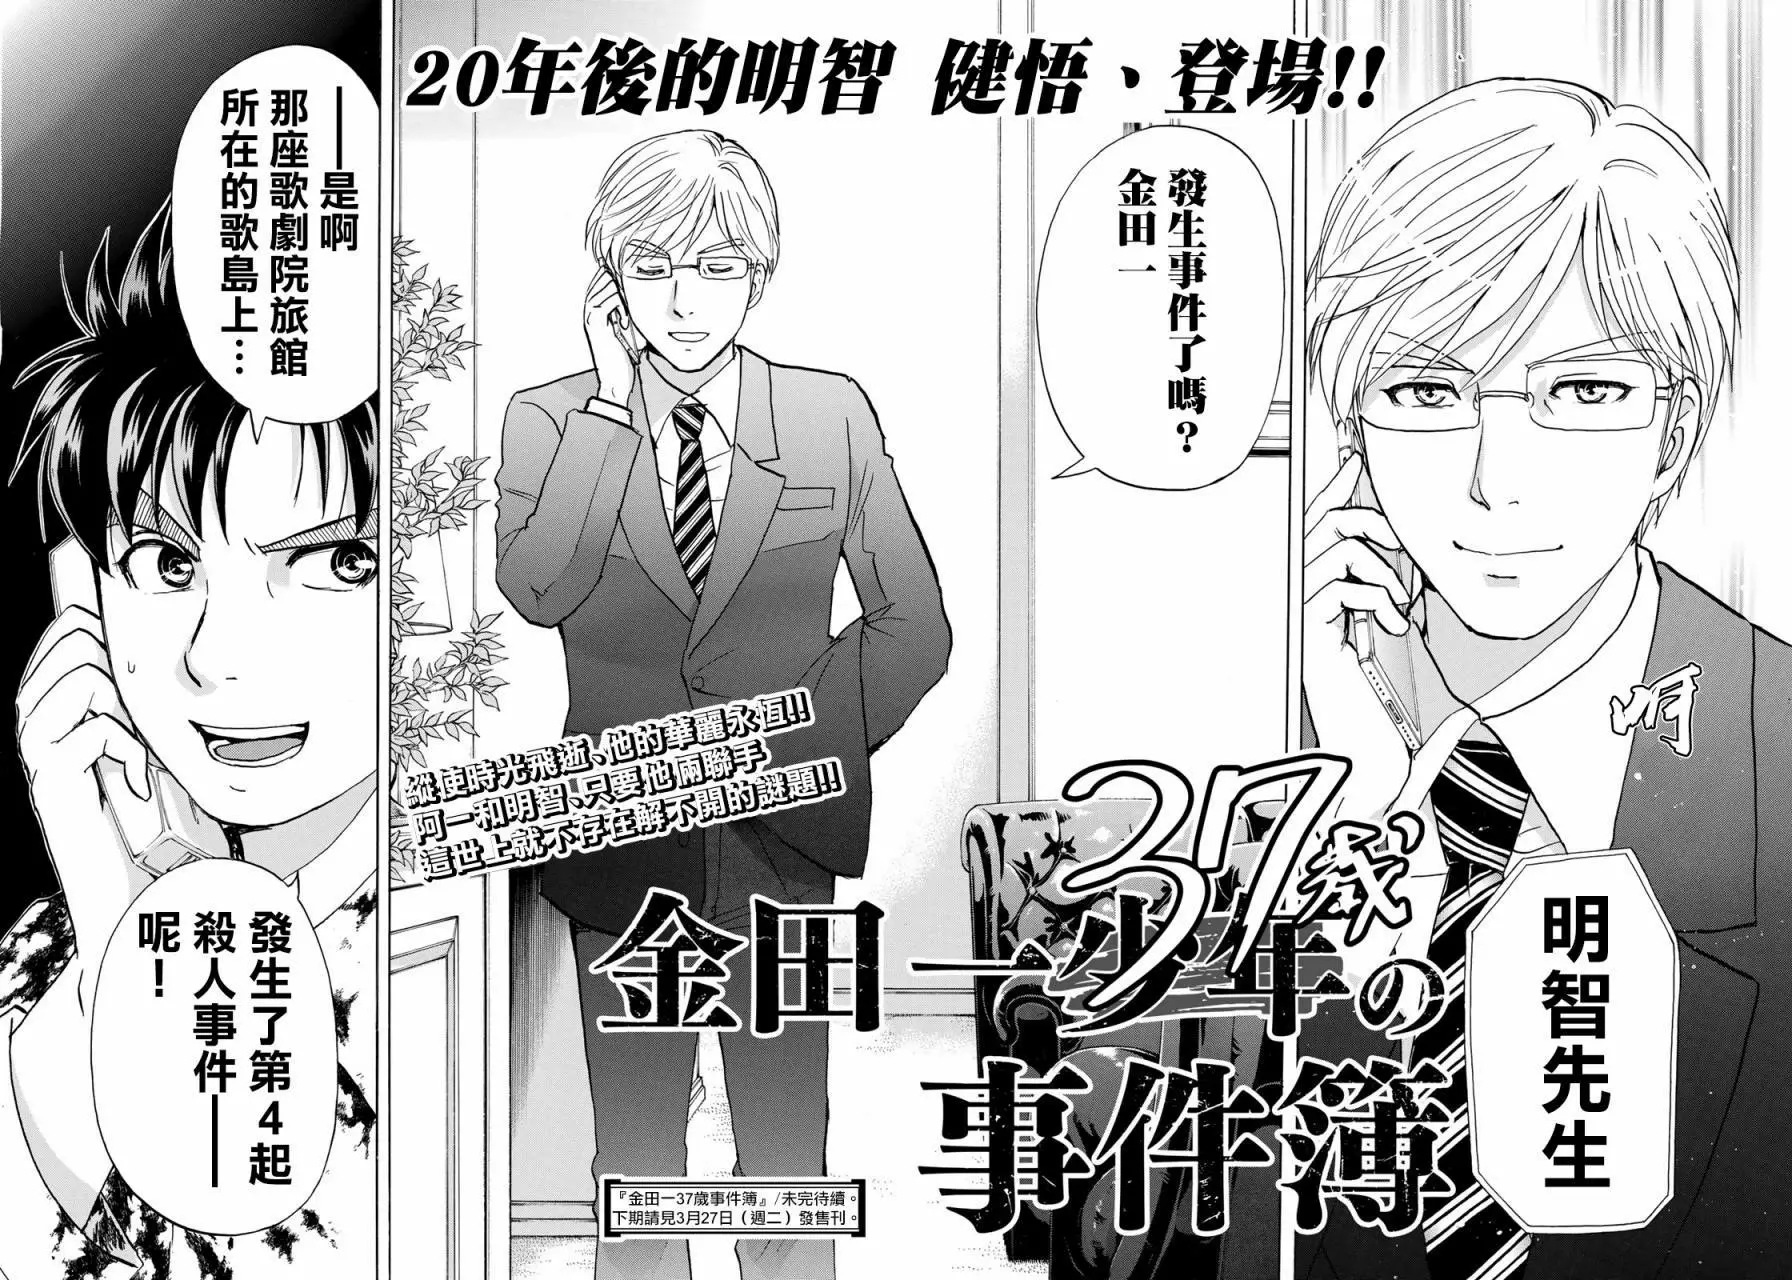 20年後的明智 健悟、登場!!
明智先生
發生事件了嗎？
金田一
縱使時光飛逝、他的華麗永恆!!
阿一和明智、只要他倆聯手
這世上就不存在解不開的謎題!!
金田一少年の
37歳
事件簿
『金田一37歲事件簿』/未完待續。
下期請見3月27日（週二）發售刊。
——是啊
那座歌劇院旅館
所在的歌島上…
發生了第4起
殺人事件——
呢！